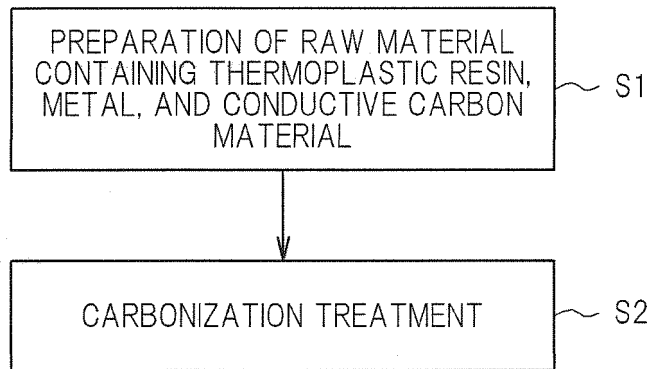 PREPARATION OF RAW MATERIAL
CONTAINING THERMOPLASTIC RESIN,
METAL, AND CONDUCTIVE CARBON
MATERIAL
S1
CARBONIZATION TREATMENT
S2